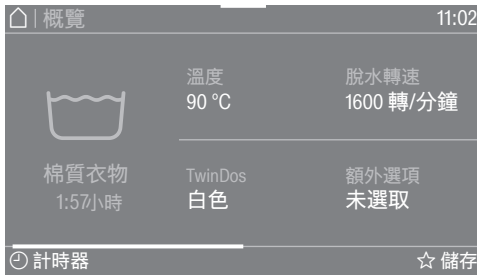 概覽 11:02
溫度 脫水轉速
90 °C 1600 轉/分鐘
棉質衣物 TwinDos 額外選項
1:57小時 白色 未選取
計時器 儲存